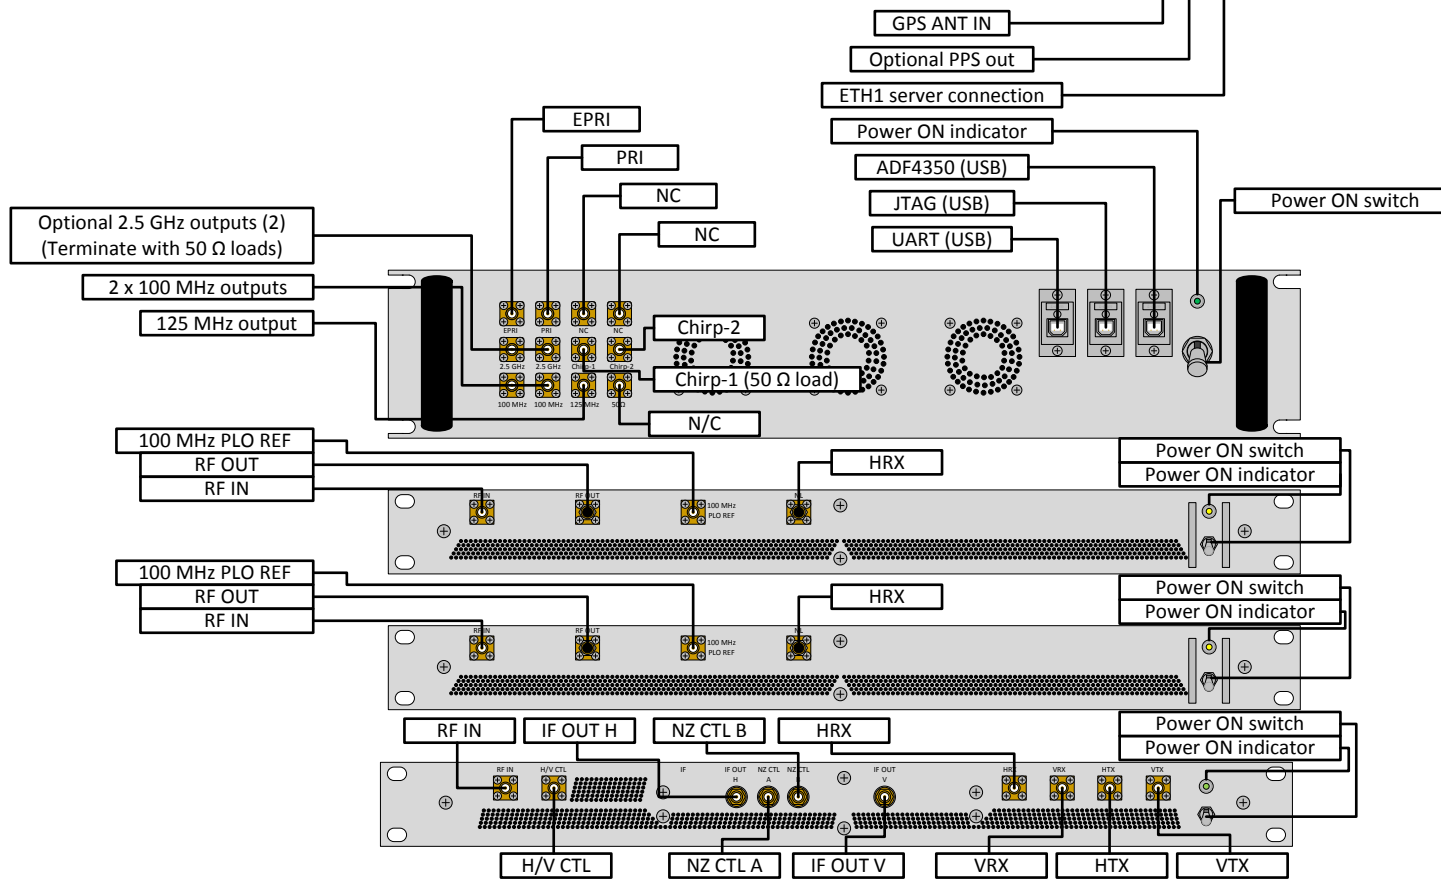 GPS ANT IN
Optional PPS out
ETH1 server connection
EPRI
Power ON indicator
PRI
ADF4350 (USB)
NC
JTAG (USB)
Power ON switch
Optional 2.5 GHz outputs (2)
(Terminate with 50 Ω loads)
NC
UART (USB)
2 x 100 MHz outputs
125 MHz output
EPRI PRI NC NC
Chirp-2
2.5 GHz 2.5 GHz Chirp-1 Chirp-2
Chirp-1 (50 Ω load)
100 MHz 100 MHz 125 MHz 50Ω
N/C
100 MHz PLO REF
RF OUT
RF IN
HRX
Power ON switch
Power ON indicator
RF IN RF OUT NL
100 MHz
PLO REF
100 MHz PLO REF
RF OUT
RF IN
HRX
Power ON switch
Power ON indicator
RF IN RF OUT NL
100 MHz
PLO REF
RF IN IF OUT H NZ CTL B HRX
Power ON switch
Power ON indicator
RF IN H/V CTL IF IF OUT NZ CTL NZ CTL IF OUT HRX VRX HTX VTX
H A B V
H/V CTL NZ CTL A IF OUT V VRX HTX VTX